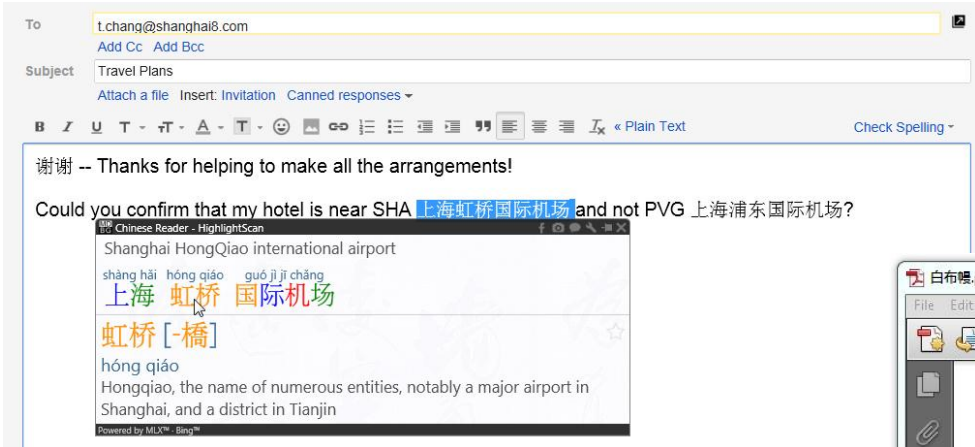 To t.chang@shanghai8.com
Add Cc Add Bcc
Subject Travel Plans
Attach a file Insert: Invitation Canned responses
B I U T TT A T Tx « Plain Text Check Spelling
谢谢 -- Thanks for helping to make all the arrangements!
Could you confirm that my hotel is near SHA 上海虹桥国际机场 and not PVG 上海浦东国际机场?
Chinese Reader - HighlightScan
Shanghai HongQiao international airport
shàng hǎi hóng qiáo guó jì jī chǎng
上海 虹桥 国际机场
虹桥 [-橋]
hóng qiáo
Hongqiao, the name of numerous entities, notably a major airport in
Shanghai, and a district in Tianjin
Powered by MLX™ - Bing™
白布幔.
File Edit